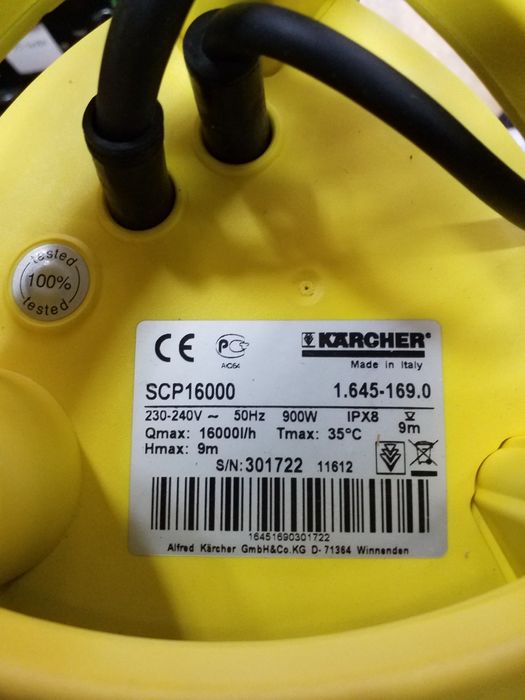 tested
100%
tested
CE
KÄRCHER®
Made in Italy
SCP16000 1.645-169.0
230-240V ~ 50Hz 900W IPX8 9m
Qmax: 16000l/h Tmax: 35°C
Hmax: 9m
S/N: 301722 11612
16451690301722
Alfred Kärcher GmbH&Co.KG D- 71364 Winnenden